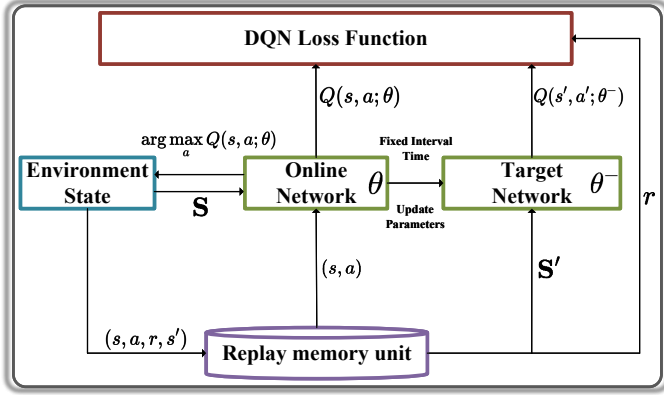 DQN Loss Function
Q(s, a; θ)
Q(s′, a′; θ⁻)
arg max Q(s, a; θ)
a
Fixed Interval
Time
Environment
State
S
Online
Network θ
Target
Network θ⁻
Update
Parameters
r
(s, a)
S′
(s, a, r, s′)
Replay memory unit